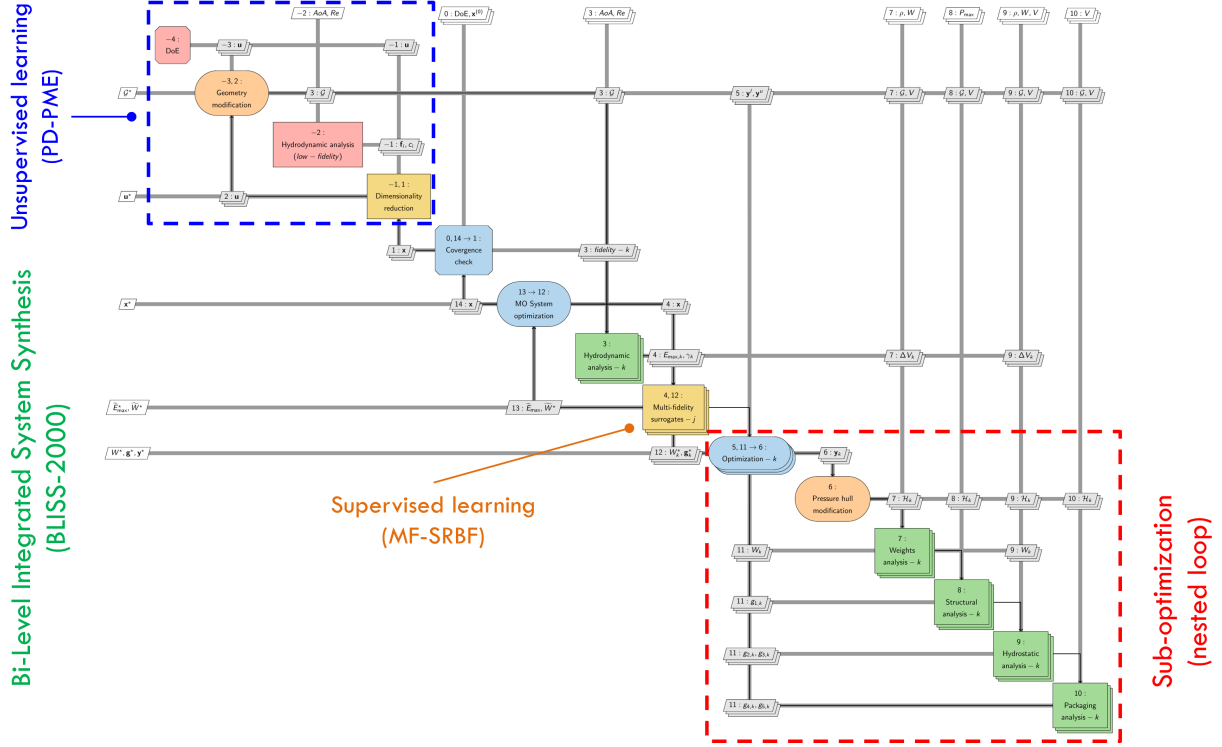 −2 : AoA, Re
0 : DoE, x⁽⁰⁾
3 : AoA, Re
7 : ρ, W
8 : Pmax
9 : ρ, W, V
10 : V
−4 :
DoE
−3 : u
−1 : u
𝒢*
−3, 2 :
Geometry
modification
3 : 𝒢
3 : 𝒢
5 : yˡ, yᵘ
7 : 𝒢, V
8 : 𝒢, V
9 : 𝒢, V
10 : 𝒢, V
−2 :
Hydrodynamic analysis
(low − fidelity)
−1 : fᵢ, cᵢ
u*
2 : u
−1, 1 :
Dimensionality
reduction
1 : x
0, 14 → 1 :
Covergence
check
3 : fidelity − k
x*
14 : x
13 → 12 :
MO System
optimization
4 : x
3 :
Hydrodynamic
analysis − k
4 : Emax,k, γk
7 : ΔVk
9 : ΔVk
Ẽ*max, W̃*
13 : Ẽmax, W̃*
4, 12 :
Multi-fidelity
surrogates − j
W*, g*, y*
12 : W*k, g*k
5, 11 → 6 :
Optimization − k
6 : yk
6 :
Pressure hull
modification
7 : ℋk
8 : ℋk
9 : ℋk
10 : ℋk
11 : Wk
7 :
Weights
analysis − k
9 : Wk
11 : g1,k
8 :
Structural
analysis − k
11 : g2,k, g3,k
9 :
Hydrostatic
analysis − k
11 : g4,k, g5,k
10 :
Packaging
analysis − k
Unsupervised learning
(PD-PME)
Bi-Level Integrated System Synthesis
(BLISS-2000)
Supervised learning
(MF-SRBF)
Sub-optimization
(nested loop)